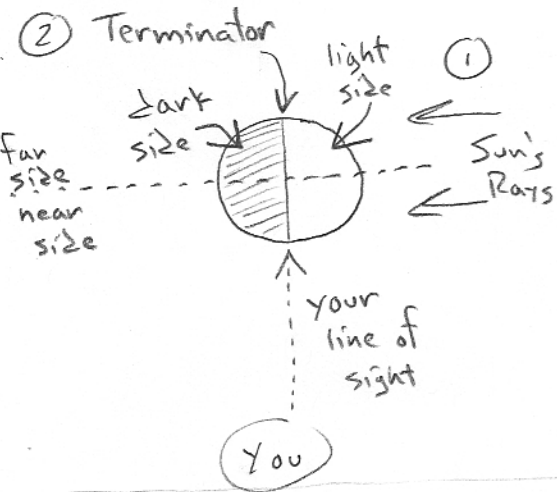 ② Terminator
light
side
①
dark
side
far
side
near
side
Sun's
Rays
your
line of
sight
You